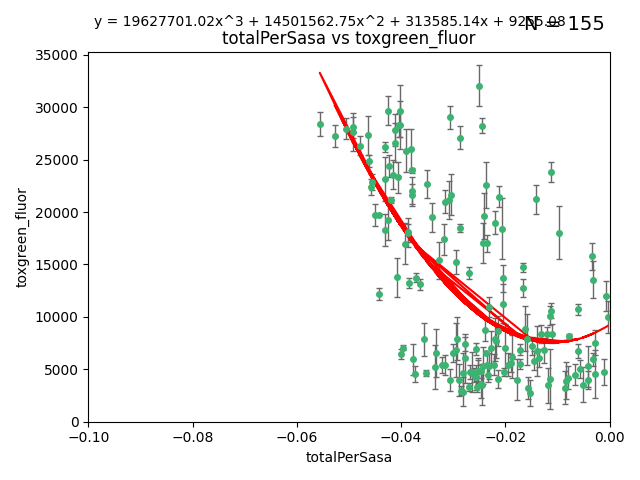 y = 19627701.02x^3 + 14501562.75x^2 + 313585.14x +
N = 155
totalPerSasa vs toxgreen_fluor
35000
30000
25000
20000
15000
10000
5000
0
toxgreen_fluor
−0.10
−0.08
−0.06
−0.04
−0.02
0.00
totalPerSasa